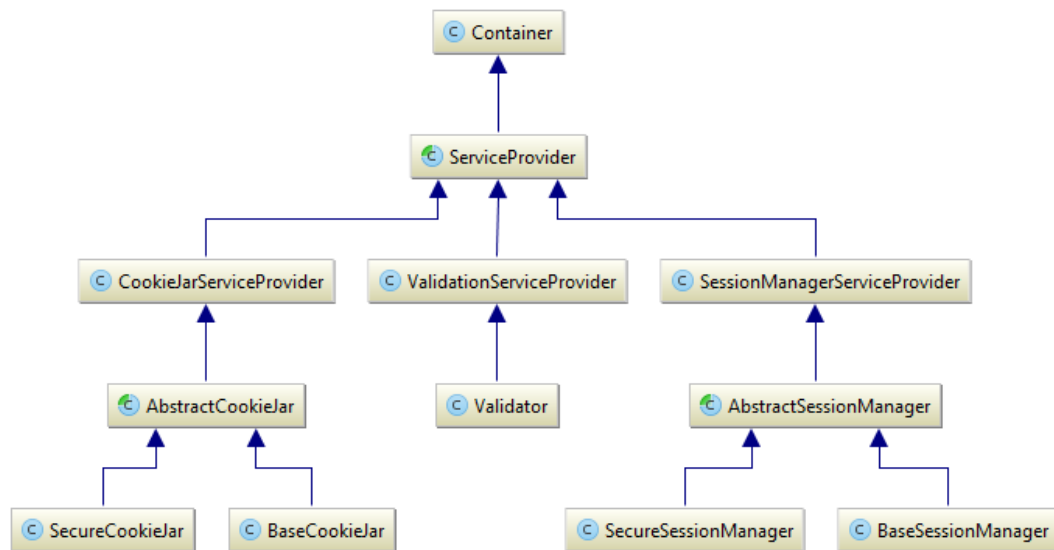 C Container
C ServiceProvider
C CookieJarServiceProvider
C ValidationServiceProvider
C SessionManagerServiceProvider
C AbstractCookieJar
C Validator
C AbstractSessionManager
C SecureCookieJar
C BaseCookieJar
C SecureSessionManager
C BaseSessionManager